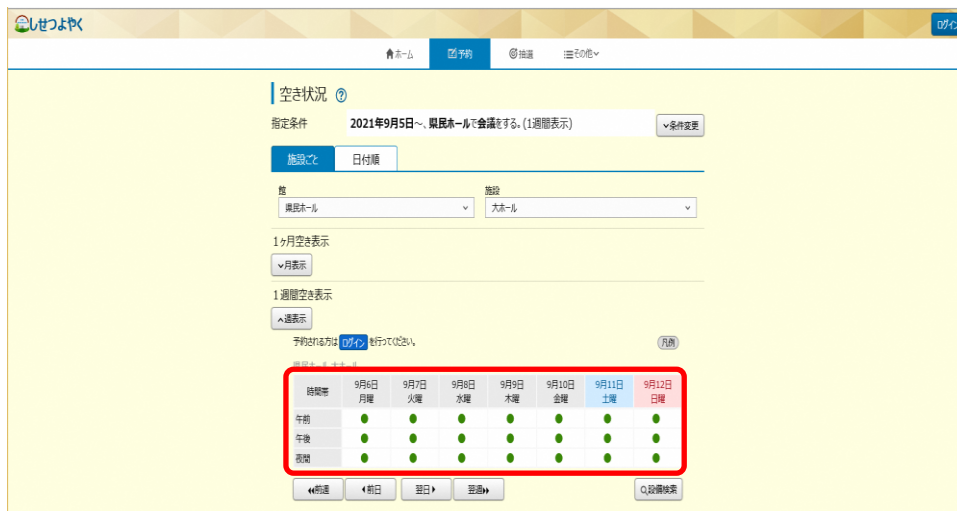 しせつよやく
ログイン
ホーム 予約 抽選 その他
空き状況 ?
指定条件 2021年9月5日～、県民ホールで会議をする。(1週間表示) 条件変更
施設ごと 日付順
館 施設
県民ホール 大ホール
1ヶ月空き表示
月表示
1週間空き表示
週表示
予約される方は ログイン を行ってください。 凡例
県民ホール 大ホール
時間帯 9月6日 9月7日 9月8日 9月9日 9月10日 9月11日 9月12日
月曜 火曜 水曜 木曜 金曜 土曜 日曜
午前
午後
夜間
前週 前日 翌日 翌週 設備検索